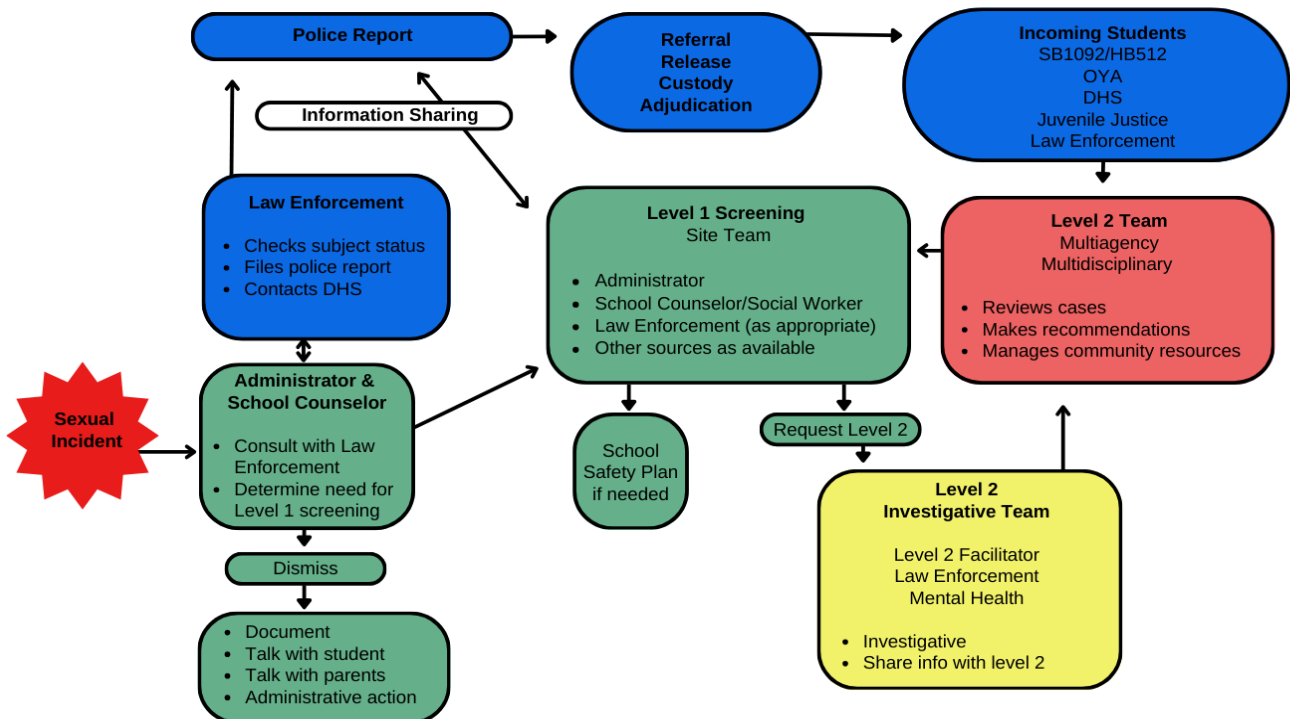 Police Report
Referral
Release
Custody
Adjudication
Incoming Students
SB1092/HB512
OYA
DHS
Juvenile Justice
Law Enforcement
Information Sharing
Law Enforcement
• Checks subject status
• Files police report
• Contacts DHS
Level 1 Screening
Site Team
• Administrator
• School Counselor/Social Worker
• Law Enforcement (as appropriate)
• Other sources as available
Level 2 Team
Multiagency
Multidisciplinary
• Reviews cases
• Makes recommendations
• Manages community resources
Sexual
Incident
Administrator &
School Counselor
• Consult with Law
Enforcement
• Determine need for
Level 1 screening
School
Safety Plan
if needed
Request Level 2
Level 2
Investigative Team
Level 2 Facilitator
Law Enforcement
Mental Health
• Investigative
• Share info with level 2
Dismiss
• Document
• Talk with student
• Talk with parents
• Administrative action